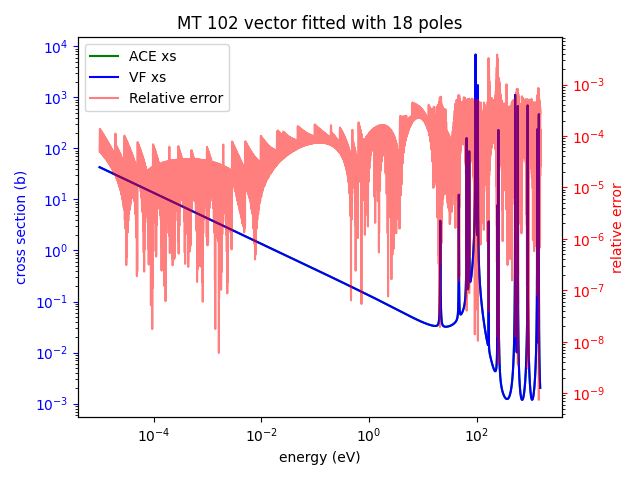 MT 102 vector fitted with 18 poles
ACE xs
VF xs
Relative error
cross section (b)
10^4
10^3
10^2
10^1
10^0
10^-1
10^-2
10^-3
10^-3
10^-4
10^-5
10^-6
10^-7
10^-8
10^-9
relative error
10^-4 10^-2 10^0 10^2
energy (eV)